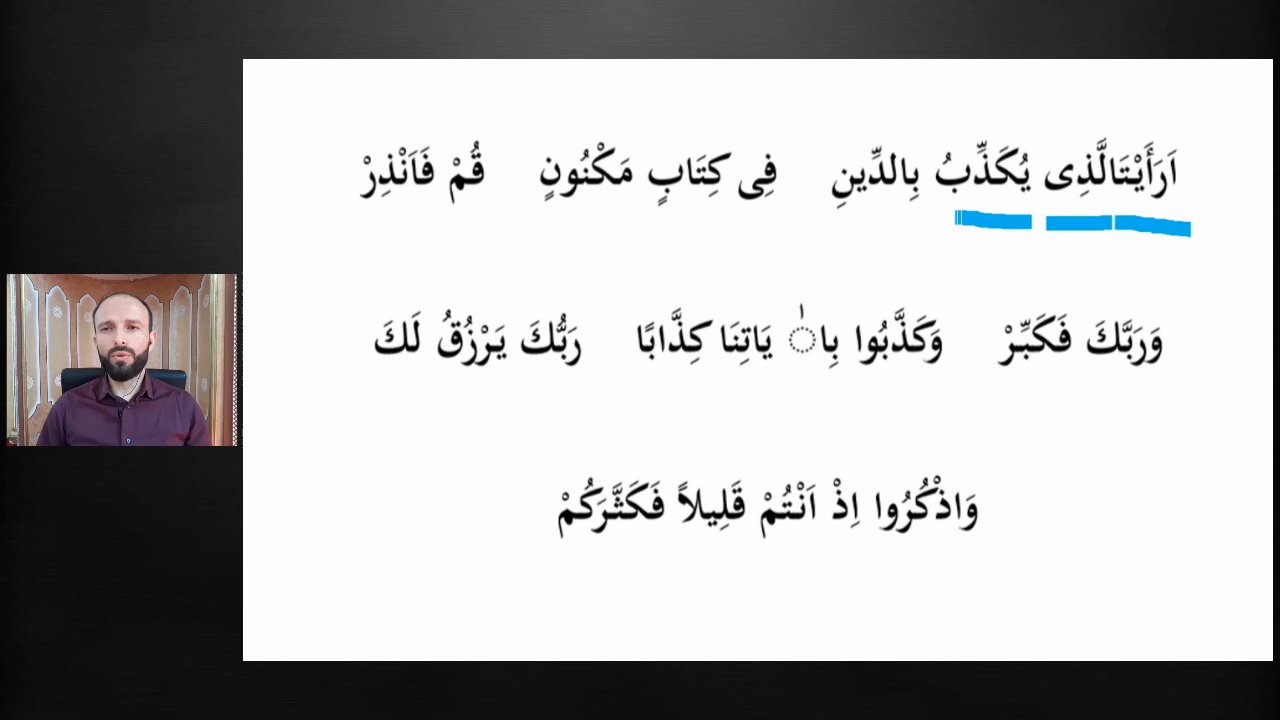 اَرَأَيْتَالَّذِى يُكَذِّبُ بِالدِّينِ فِى كِتَابٍ مَكْنُونٍ قُمْ فَاَنْذِرْ
وَرَبَّكَ فَكَبِّرْ وَكَذَّبُوا بِا◌ٰ يَاتِنَا كِذَّابًا رَبُّكَ يَرْزُقُ لَكَ
وَاذْكُرُوا اِذْ اَنْتُمْ قَلِيلاً فَكَثَّرَكُمْ